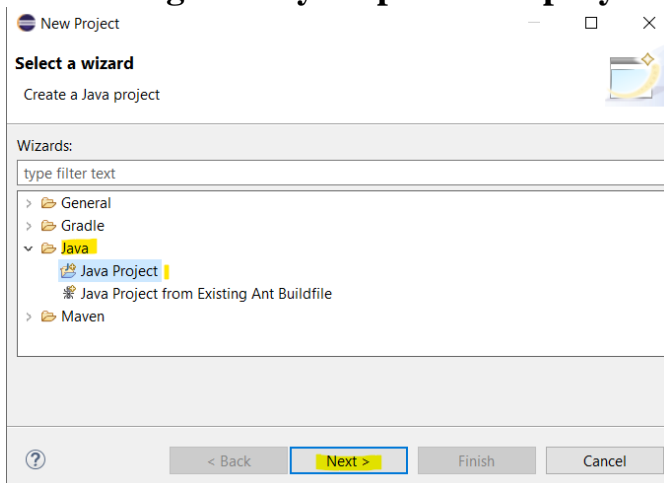 New Project
Select a wizard
Create a Java project
Wizards:
type filter text
> General
> Gradle
Java
Java Project
Java Project from Existing Ant Buildfile
> Maven
? < Back Next > Finish Cancel